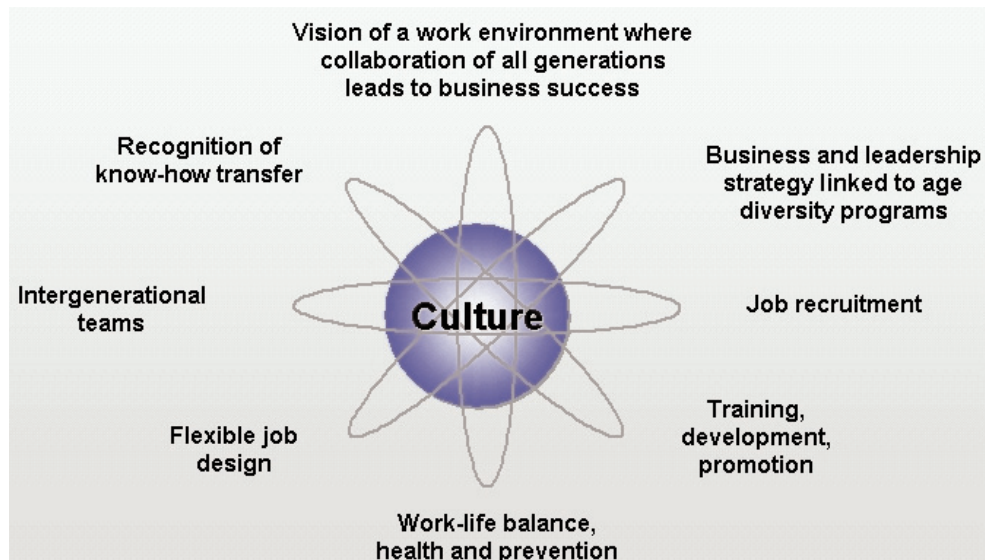 Vision of a work environment where
collaboration of all generations
leads to business success
Recognition of
know-how transfer
Business and leadership
strategy linked to age
diversity programs
Intergenerational
teams
Culture
Job recruitment
Flexible job
design
Training,
development,
promotion
Work-life balance,
health and prevention